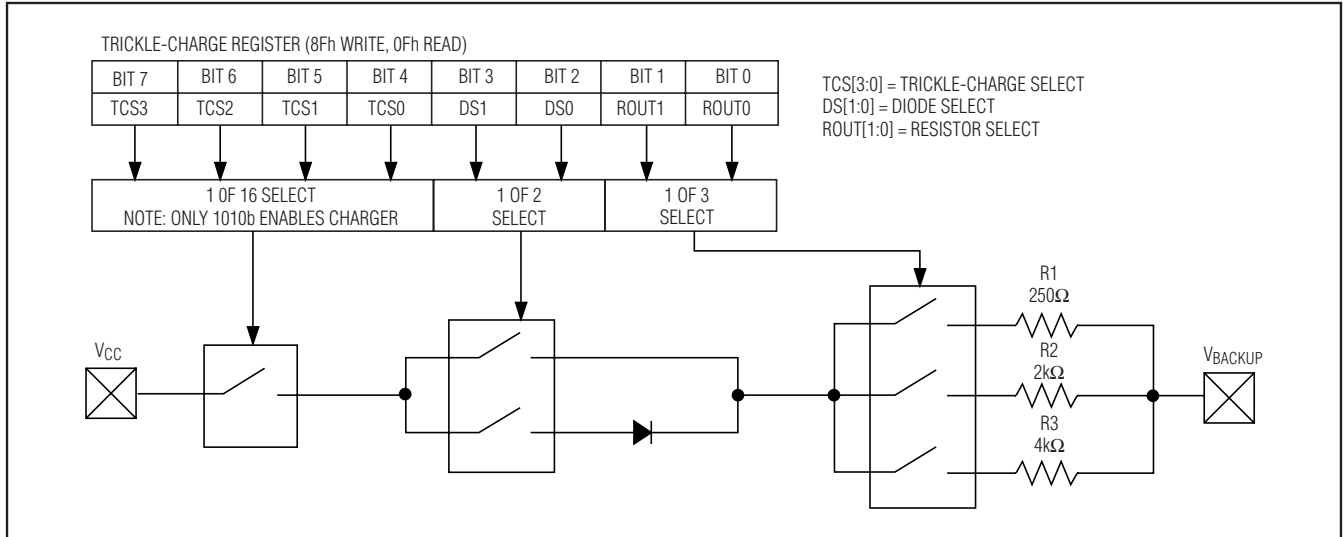 TRICKLE-CHARGE REGISTER (8Fh WRITE, 0Fh READ)
BIT 7 BIT 6 BIT 5 BIT 4 BIT 3 BIT 2 BIT 1 BIT 0
TCS3 TCS2 TCS1 TCS0 DS1 DS0 ROUT1 ROUT0
TCS[3:0] = TRICKLE-CHARGE SELECT
DS[1:0] = DIODE SELECT
ROUT[1:0] = RESISTOR SELECT
1 0F 16 SELECT
NOTE: ONLY 1010b ENABLES CHARGER
1 OF 2
SELECT
1 OF 3
SELECT
R1
250Ω
VCC
R2
2kΩ
VBACKUP
R3
4kΩ